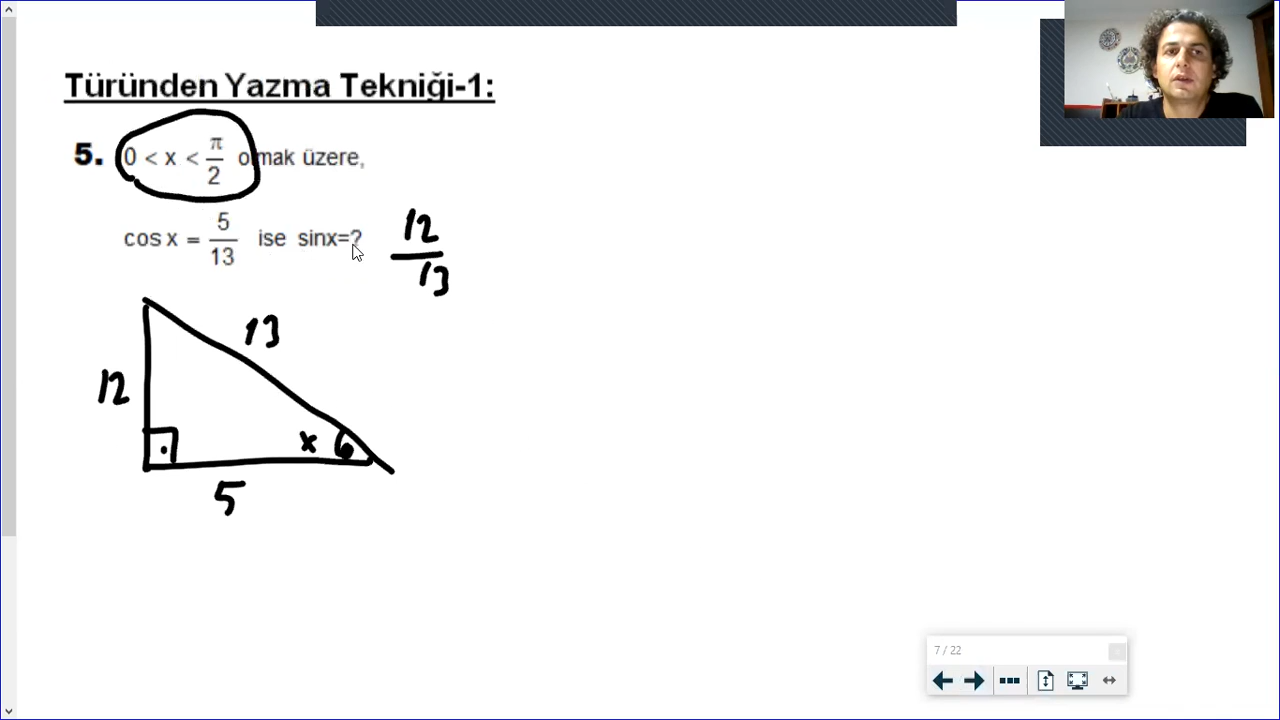 Türünden Yazma Tekniği-1:
5. 0 < x < π/2 olmak üzere,
cos x = 5/13 ise sinx=? 12/13
13
12
x
5
7 / 22